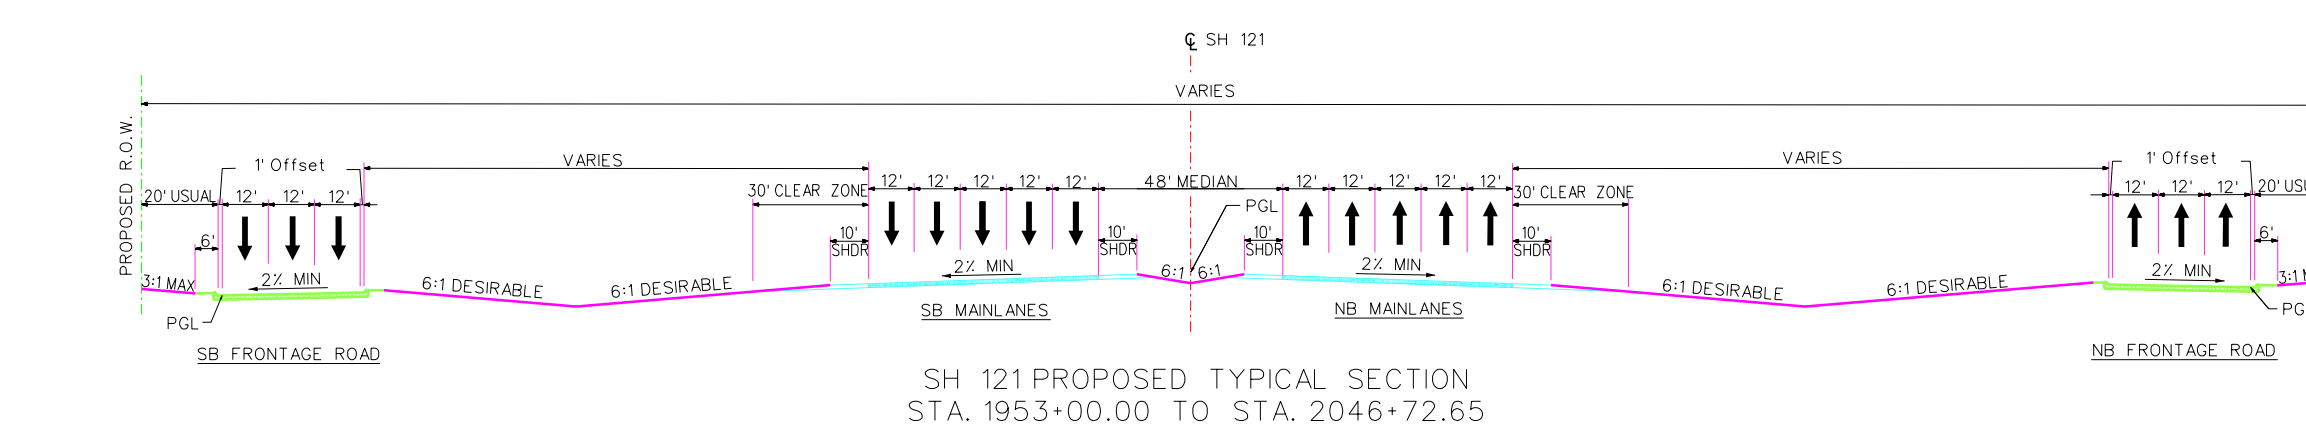 ℄ SH 121
VARIES
PROPOSED R.O.W.
1' Offset
VARIES
VARIES
1' Offset
20' USUAL 12' 12' 12'
30' CLEAR ZONE
12' 12' 12' 12' 12'
48' MEDIAN
12' 12' 12' 12' 12'
30' CLEAR ZONE
12' 12' 12'
20' USU
PGL
6'
10'
SHDR
10'
SHDR
10'
SHDR
10'
SHDR
6'
3:1 MAX
2% MIN
6:1 DESIRABLE
6:1 DESIRABLE
2% MIN
6:1 6:1
2% MIN
6:1 DESIRABLE
6:1 DESIRABLE
2% MIN
3:1 M
PGL
SB MAINLANES
NB MAINLANES
PG
SB FRONTAGE ROAD
NB FRONTAGE ROAD
SH 121 PROPOSED TYPICAL SECTION
STA. 1953+00.00 TO STA. 2046+72.65